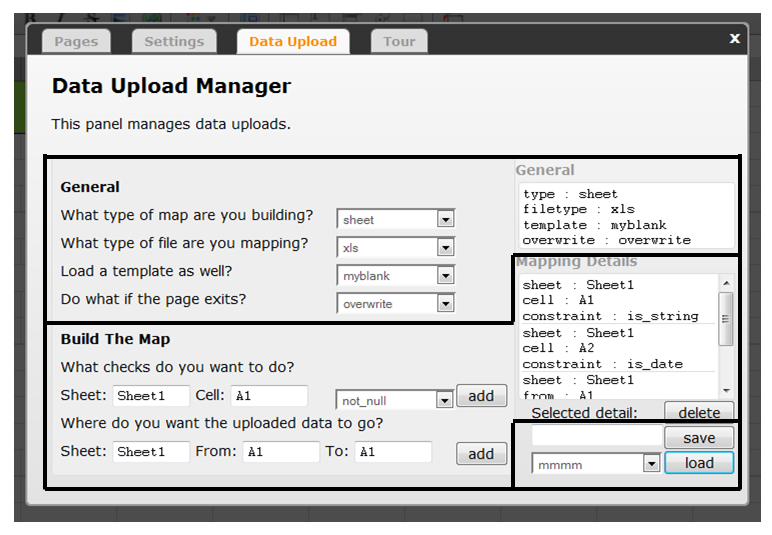 Pages Settings Data Upload Tour x
Data Upload Manager
This panel manages data uploads.
General
What type of map are you building? sheet
What type of file are you mapping? xls
Load a template as well? myblank
Do what if the page exits? overwrite
General
type : sheet
filetype : xls
template : myblank
overwrite : overwrite
Mapping Details
sheet : Sheet1
cell : A1
constraint : is_string
sheet : Sheet1
cell : A2
constraint : is_date
sheet : Sheet1
from : A1
Build The Map
What checks do you want to do?
Sheet: Sheet1 Cell: A1 not_null add
Where do you want the uploaded data to go?
Sheet: Sheet1 From: A1 To: A1 add
Selected detail: delete
save
mmmm load